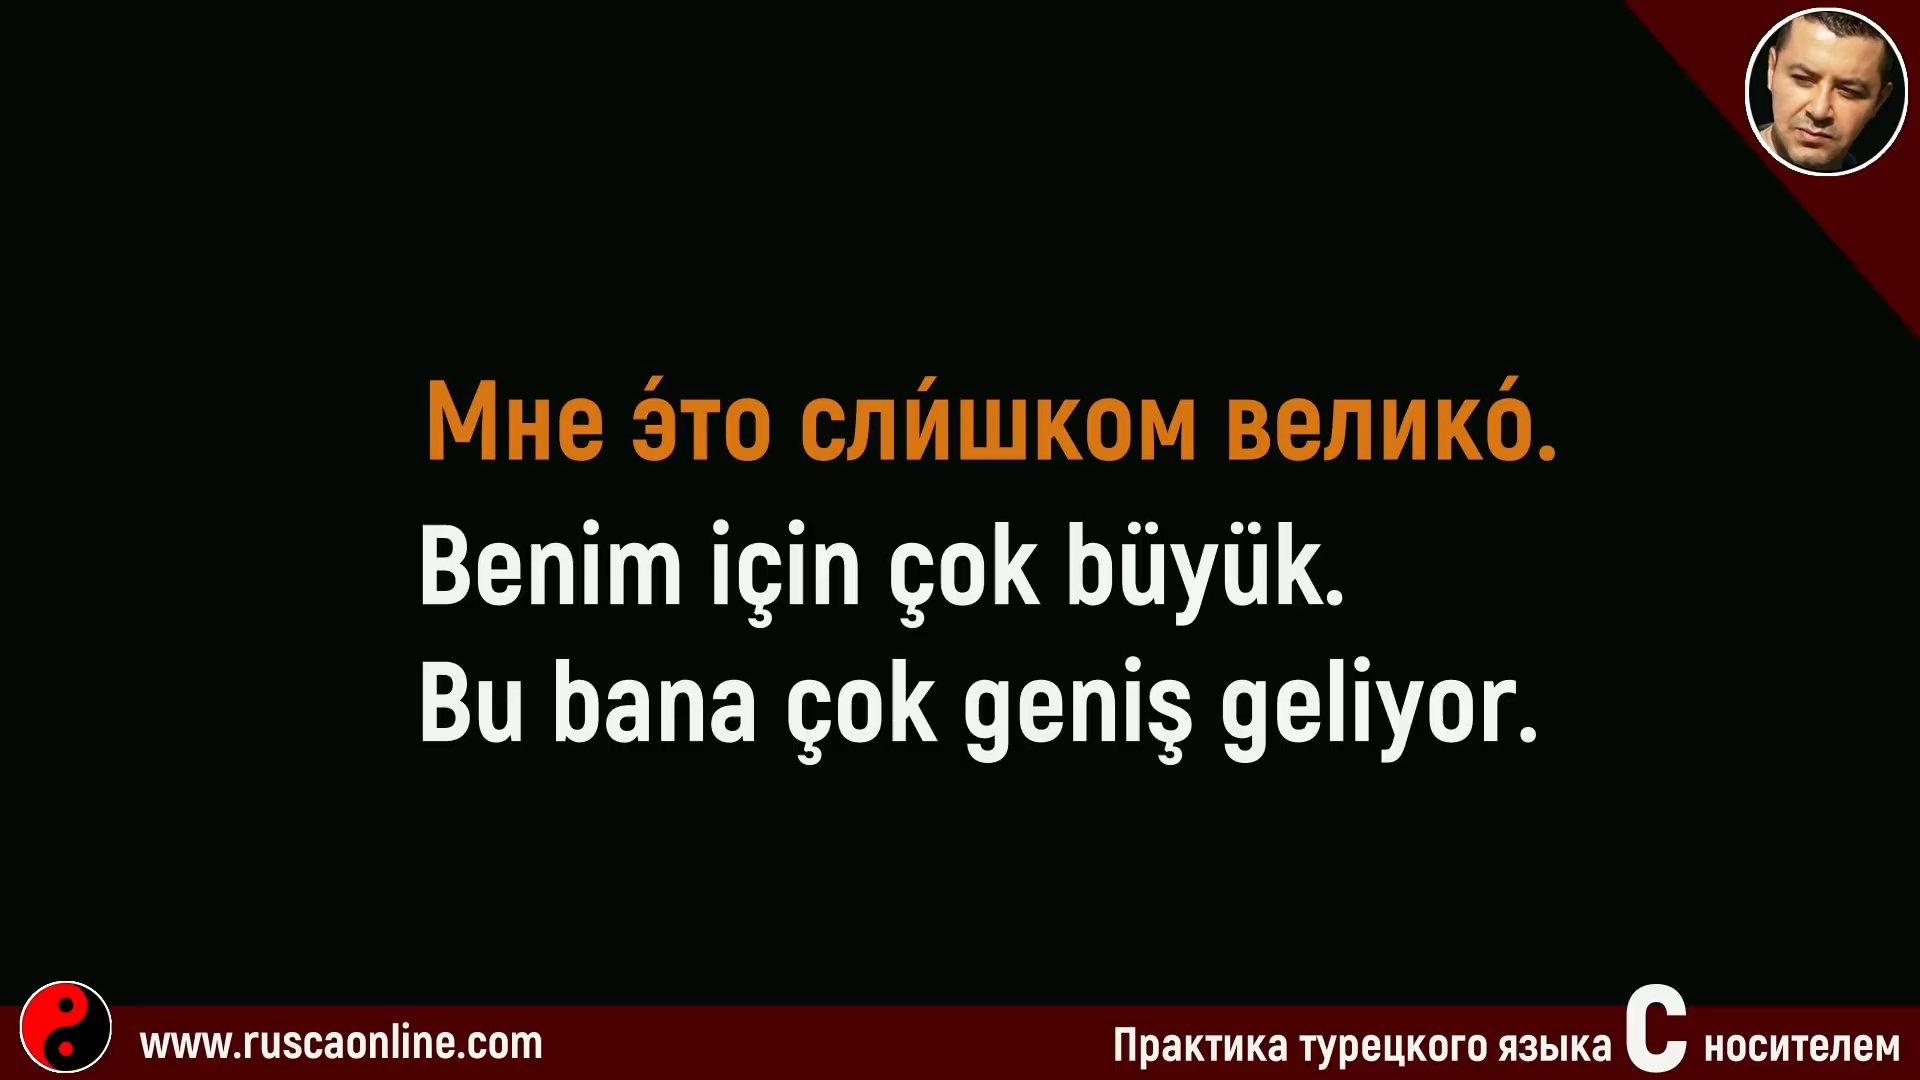 Мне э́то сли́шком велико́.
Benim için çok büyük.
Bu bana çok geniş geliyor.
www.ruscaonline.com
Практика турецкого языка С носителем